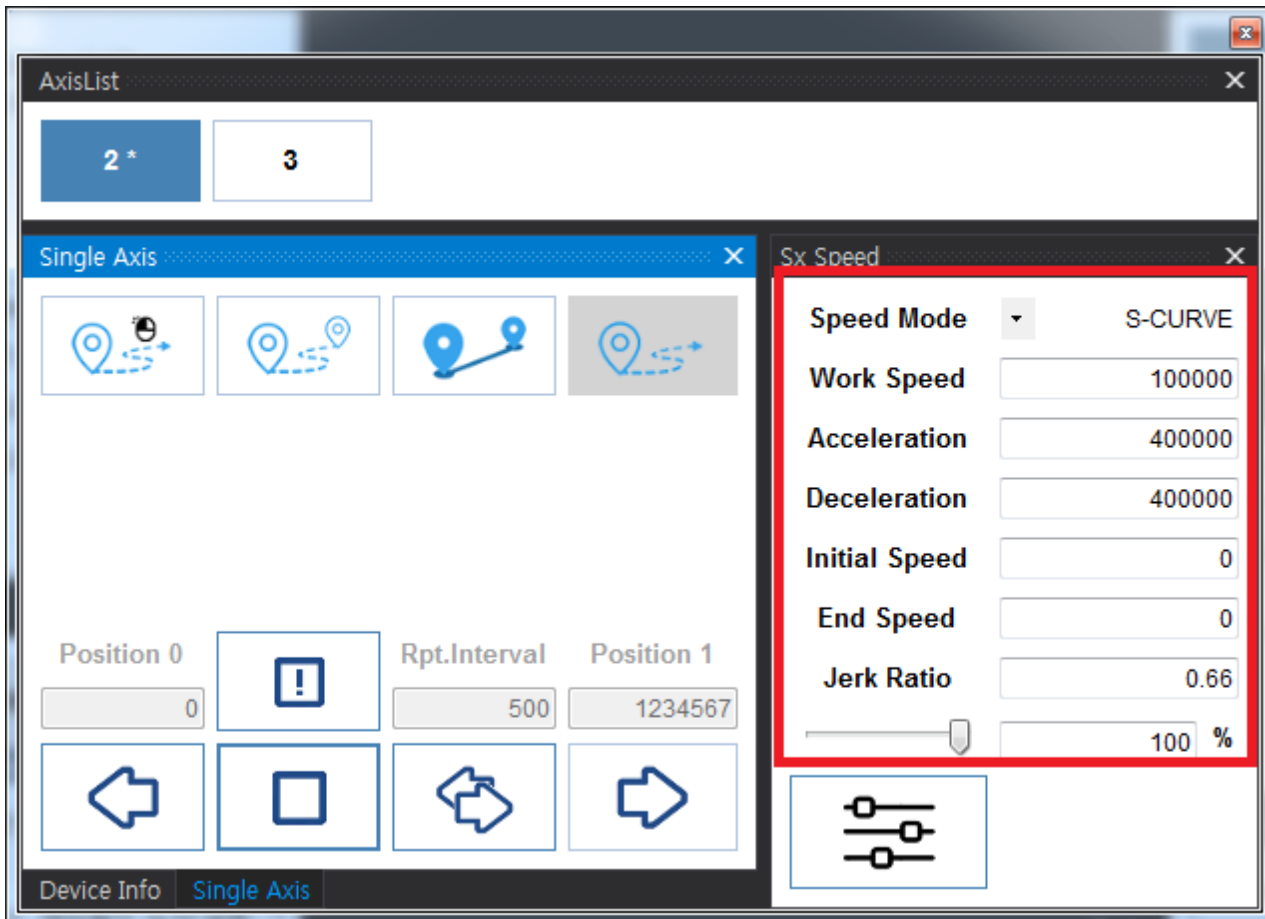 AxisList
2 *
3
Single Axis
Position 0
Rpt.Interval
Position 1
0
500
1234567
Device Info
Single Axis
Sx Speed
Speed Mode S-CURVE
Work Speed 100000
Acceleration 400000
Deceleration 400000
Initial Speed 0
End Speed 0
Jerk Ratio 0.66
100 %